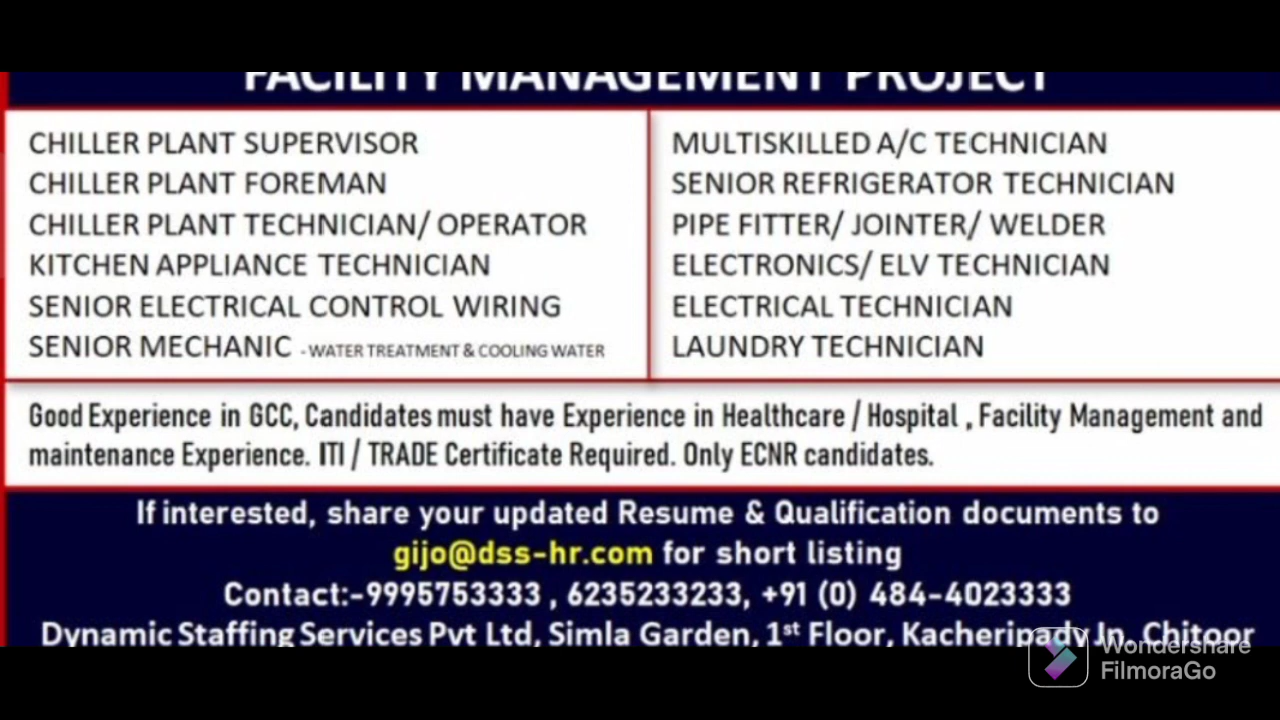 FACILITY MANAGEMENT PROJECT
CHILLER PLANT SUPERVISOR
CHILLER PLANT FOREMAN
CHILLER PLANT TECHNICIAN/ OPERATOR
KITCHEN APPLIANCE TECHNICIAN
SENIOR ELECTRICAL CONTROL WIRING
SENIOR MECHANIC - WATER TREATMENT & COOLING WATER
MULTISKILLED A/C TECHNICIAN
SENIOR REFRIGERATOR TECHNICIAN
PIPE FITTER/ JOINTER/ WELDER
ELECTRONICS/ ELV TECHNICIAN
ELECTRICAL TECHNICIAN
LAUNDRY TECHNICIAN
Good Experience in GCC, Candidates must have Experience in Healthcare / Hospital , Facility Management and
maintenance Experience. ITI / TRADE Certificate Required. Only ECNR candidates.
If interested, share your updated Resume & Qualification documents to
gijo@dss-hr.com for short listing
Contact:-9995753333 , 6235233233, +91 (0) 484-4023333
Dynamic Staffing Services Pvt Ltd, Simla Garden, 1st Floor, Kacheripady Jn, Chitoor
Wondershare
FilmoraGo